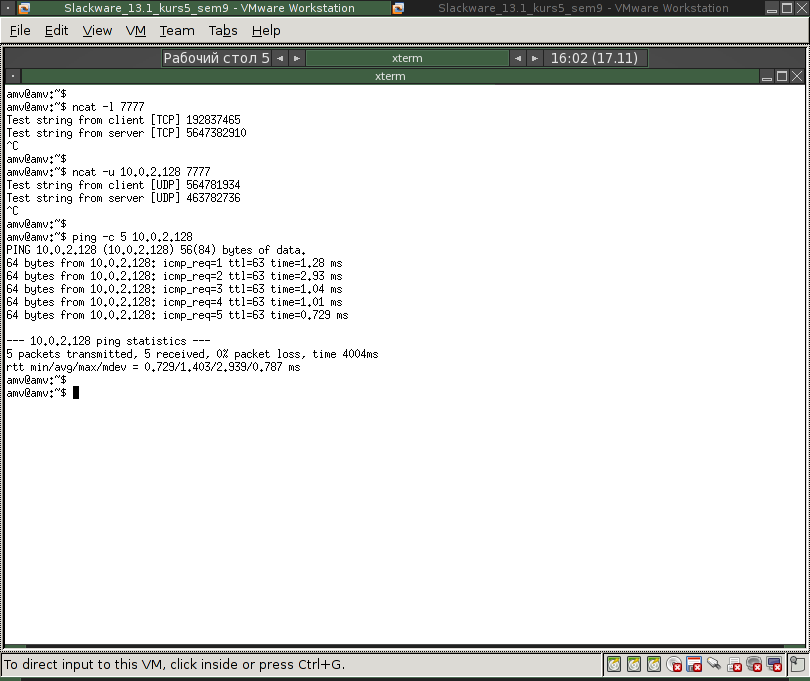 Slackware_13.1_kurs5_sem9 - VMware Workstation
Slackware_13.1_kurs5_sem9 - VMware Workstation
File Edit View VM Team Tabs Help
Рабочий стол 5 xterm 16:02 (17.11)
xterm
amv@amv:~$
amv@amv:~$ ncat -l 7777
Test string from client [TCP] 192837465
Test string from server [TCP] 5647382910
^C
amv@amv:~$
amv@amv:~$ ncat -u 10.0.2.128 7777
Test string from client [UDP] 564781934
Test string from server [UDP] 463782736
^C
amv@amv:~$
amv@amv:~$ ping -c 5 10.0.2.128
PING 10.0.2.128 (10.0.2.128) 56(84) bytes of data.
64 bytes from 10.0.2.128: icmp_req=1 ttl=63 time=1.28 ms
64 bytes from 10.0.2.128: icmp_req=2 ttl=63 time=2.93 ms
64 bytes from 10.0.2.128: icmp_req=3 ttl=63 time=1.04 ms
64 bytes from 10.0.2.128: icmp_req=4 ttl=63 time=1.01 ms
64 bytes from 10.0.2.128: icmp_req=5 ttl=63 time=0.729 ms
--- 10.0.2.128 ping statistics ---
5 packets transmitted, 5 received, 0% packet loss, time 4004ms
rtt min/avg/max/mdev = 0.729/1.403/2.939/0.787 ms
amv@amv:~$
amv@amv:~$
To direct input to this VM, click inside or press Ctrl+G.